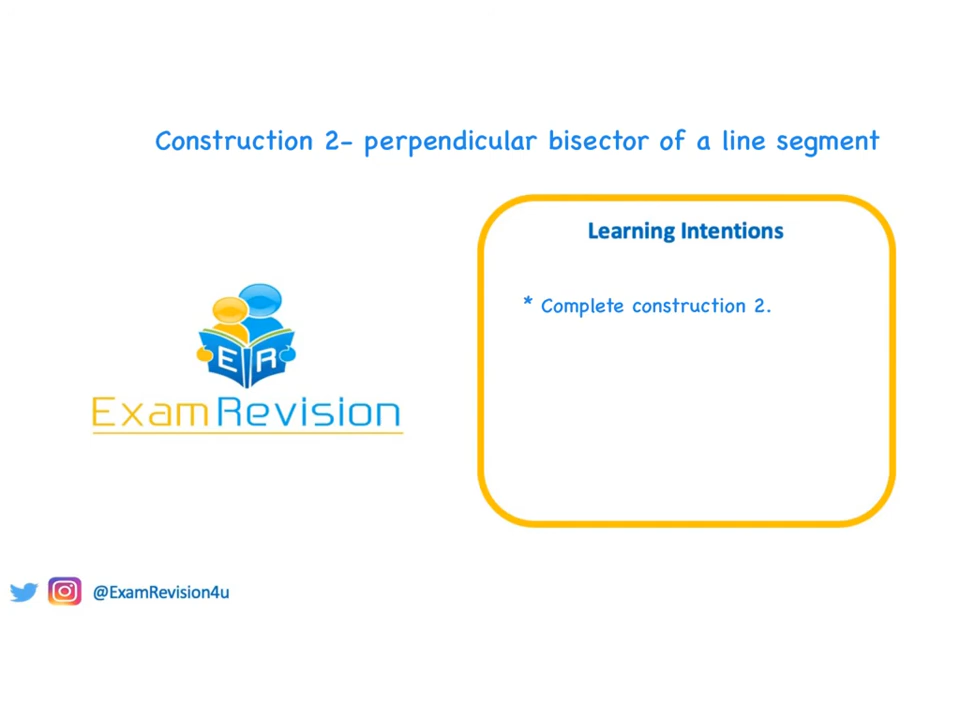 Construction 2- perpendicular bisector of a line segment
Learning Intentions
* Complete construction 2.
E R
ExamRevision
@ExamRevision4u